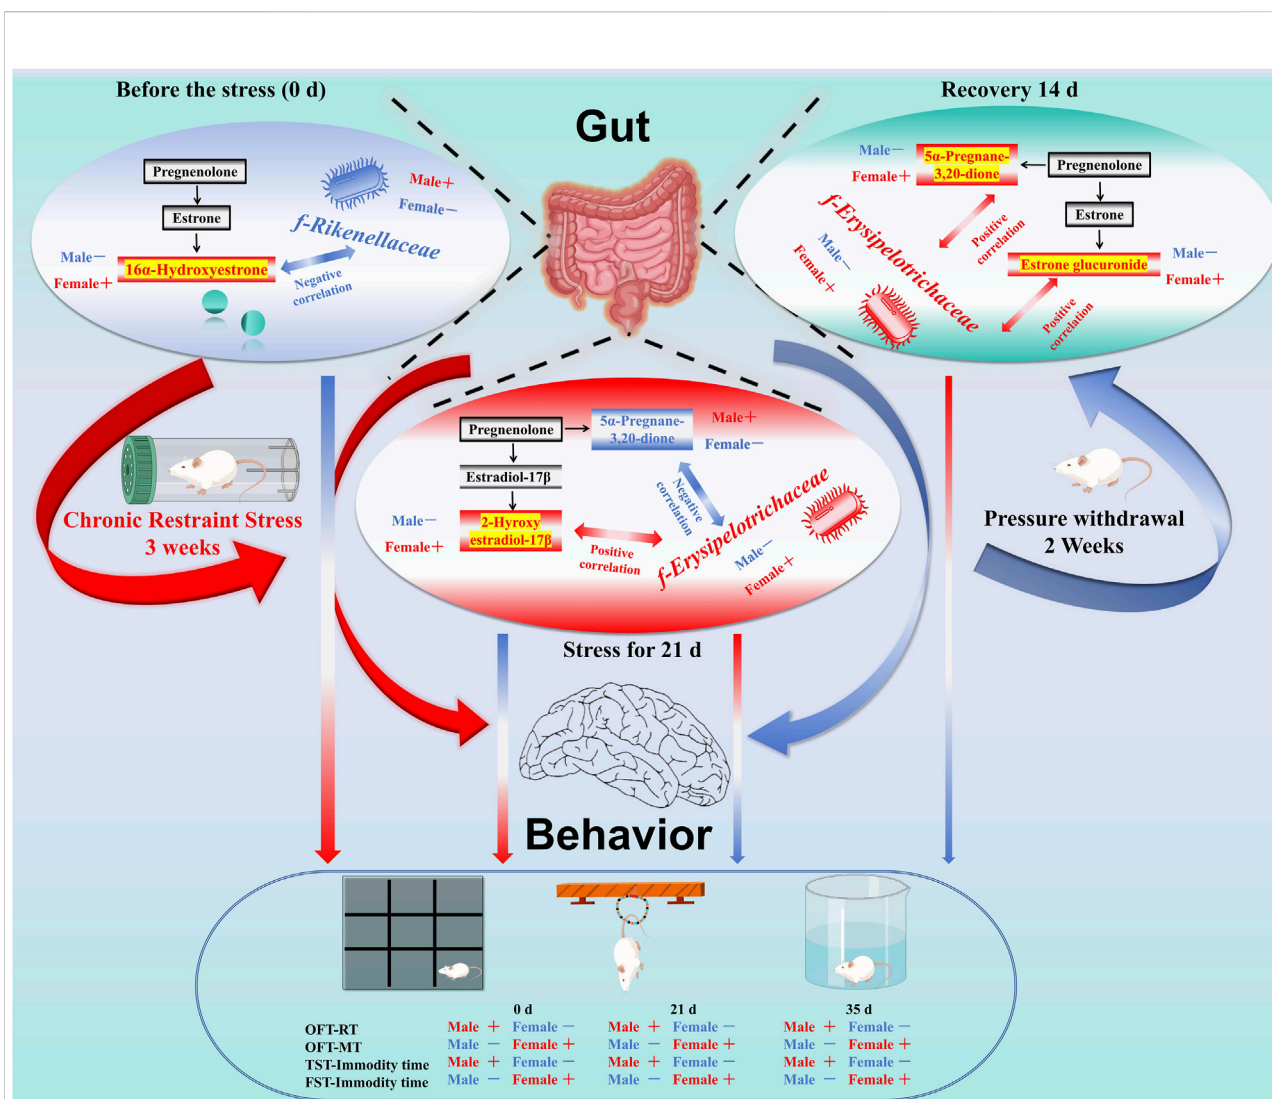 Before the stress (0 d)
Gut
Recovery 14 d
Pregnenolone
Estrone
Male－
Female＋
16α-Hydroxyestrone
Negative
correlation
f-Rikenellaceae
Male＋
Female－
Male－
Female＋
5α-Pregnane-
3,20-dione
Pregnenolone
Estrone
Positive
correlation
f-Erysipelotrichaceae
Male－
Female＋
Estrone glucuronide
Male－
Female＋
Positive
correlation
Chronic Restraint Stress
3 weeks
Pregnenolone
5α-Pregnane-
3,20-dione
Male＋
Female－
Estradiol-17β
Male－
Female＋
2-Hyroxy
estradiol-17β
Negative
correlation
Positive
correlation
f-Erysipelotrichaceae
Male－
Female＋
Pressure withdrawal
2 Weeks
Stress for 21 d
Behavior
0 d 21 d 35 d
OFT-RT Male ＋ Female － Male ＋ Female － Male ＋ Female －
OFT-MT Male － Female ＋ Male － Female ＋ Male － Female ＋
TST-Immodity time Male ＋ Female － Male ＋ Female － Male ＋ Female －
FST-Immodity time Male － Female ＋ Male － Female ＋ Male － Female ＋